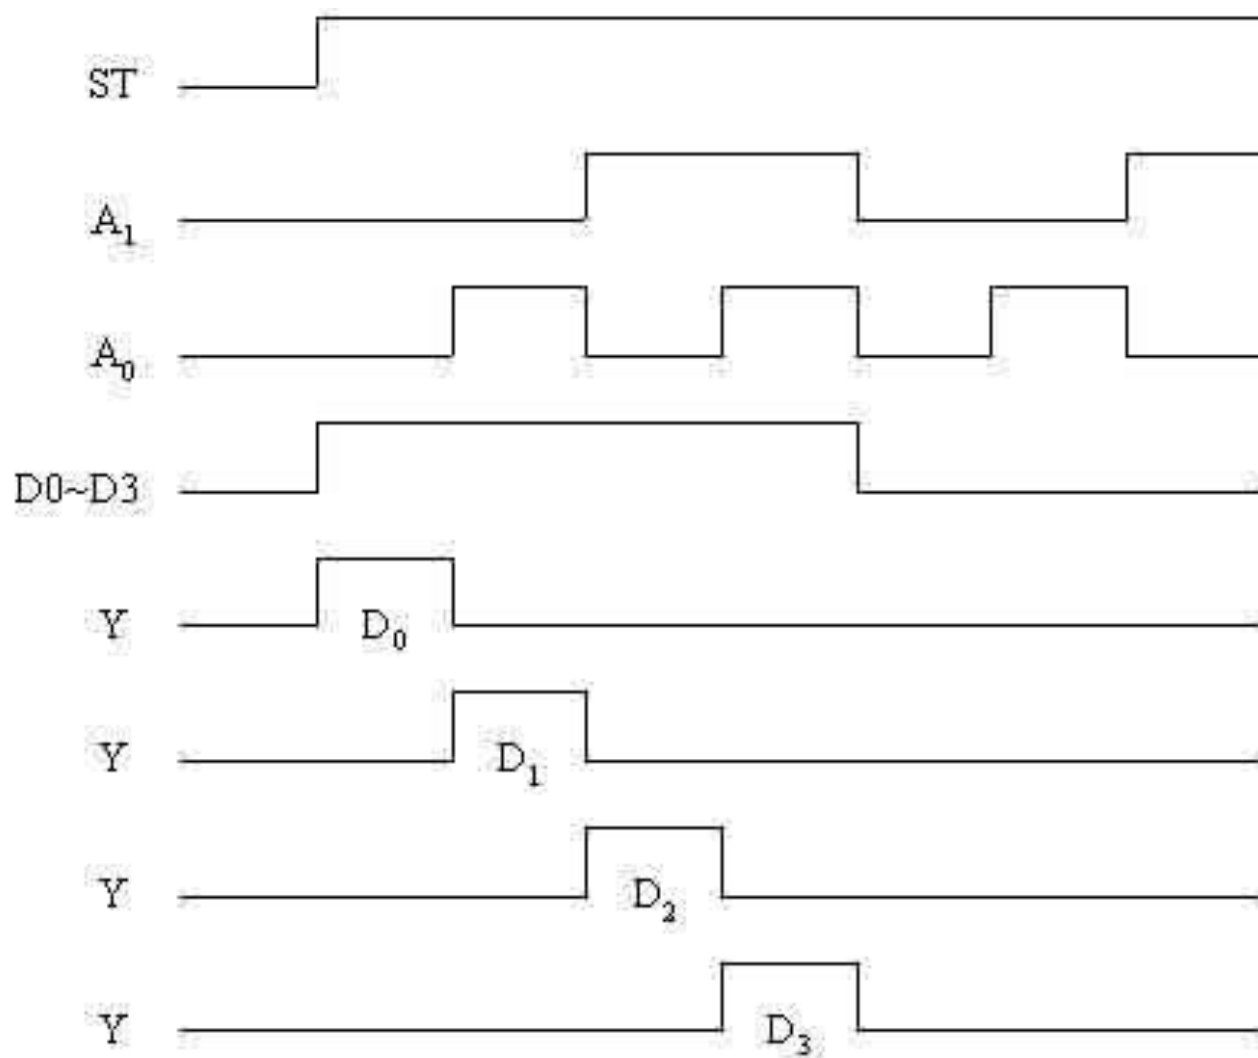 ST
A₁
A₀
D0~D3
Y D₀
Y D₁
Y D₂
Y D₃